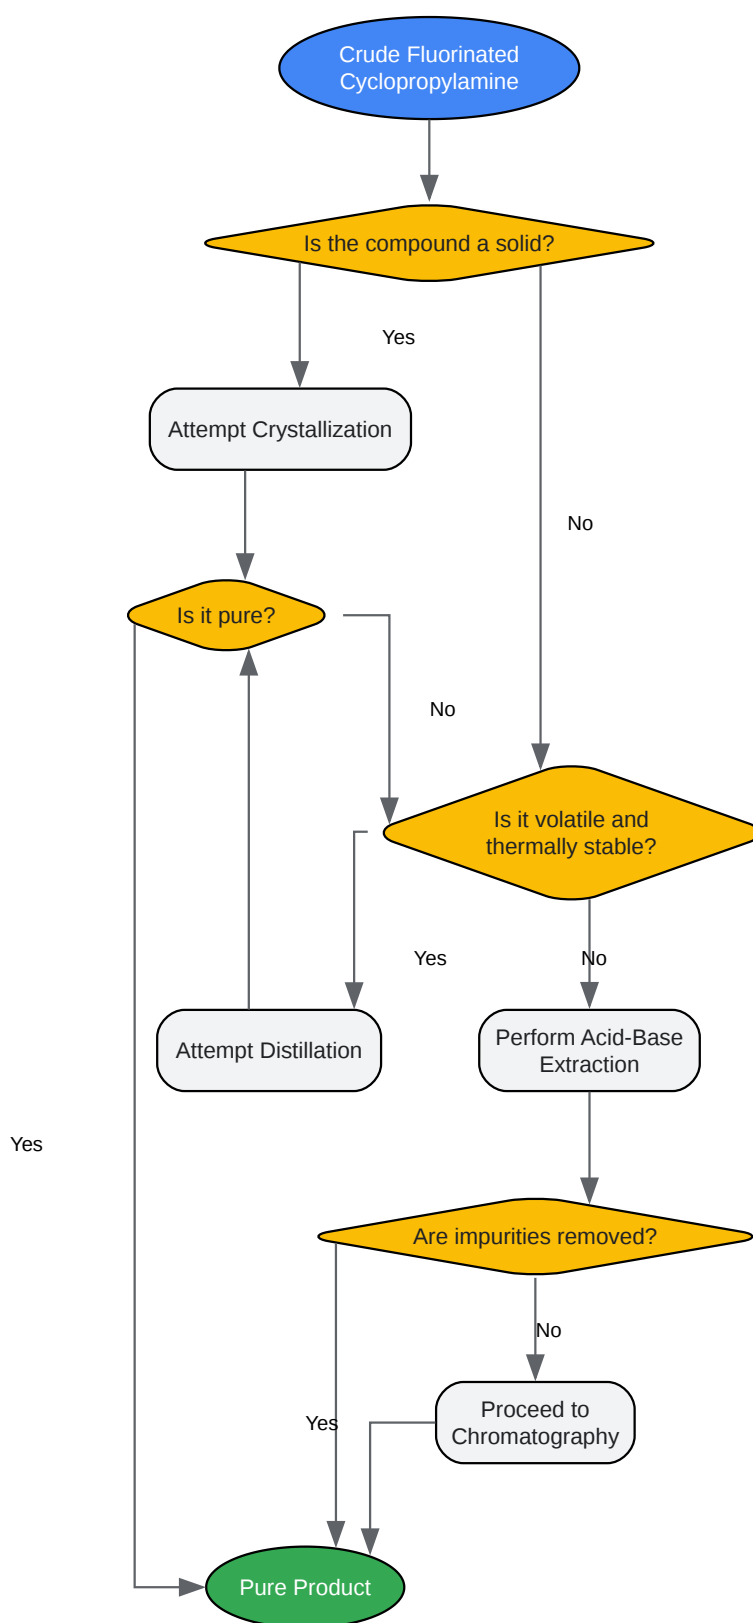 Crude Fluorinated
Cyclopropylamine
Is the compound a solid?
Yes
Attempt Crystallization
No
Is it pure?
No
Is it volatile and
thermally stable?
Yes
No
Attempt Distillation
Perform Acid-Base
Extraction
Yes
Are impurities removed?
No
Proceed to
Chromatography
Yes
Pure Product